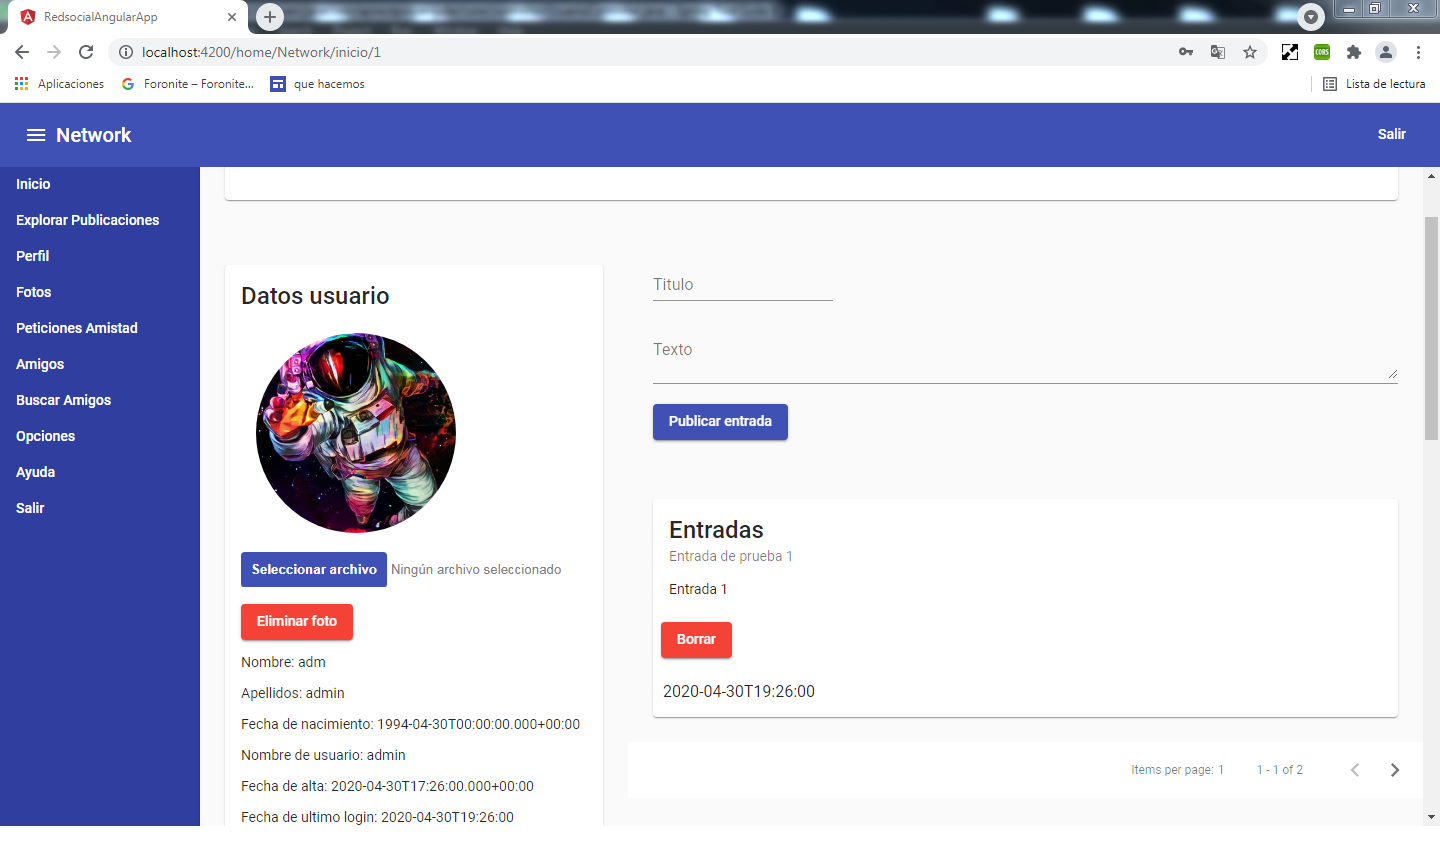 RedsocialAngularApp
localhost:4200/home/Network/inicio/1
CORS
Aplicaciones
Foronite – Foronite...
que hacemos
Lista de lectura
Network
Salir
Inicio
Explorar Publicaciones
Perfil
Fotos
Peticiones Amistad
Amigos
Buscar Amigos
Opciones
Ayuda
Salir
Datos usuario
Seleccionar archivo Ningún archivo seleccionado
Eliminar foto
Nombre: adm
Apellidos: admin
Fecha de nacimiento: 1994-04-30T00:00:00.000+00:00
Nombre de usuario: admin
Fecha de alta: 2020-04-30T17:26:00.000+00:00
Fecha de ultimo login: 2020-04-30T19:26:00
Titulo
Texto
Publicar entrada
Entradas
Entrada de prueba 1
Entrada 1
Borrar
2020-04-30T19:26:00
Items per page: 1
1 - 1 of 2